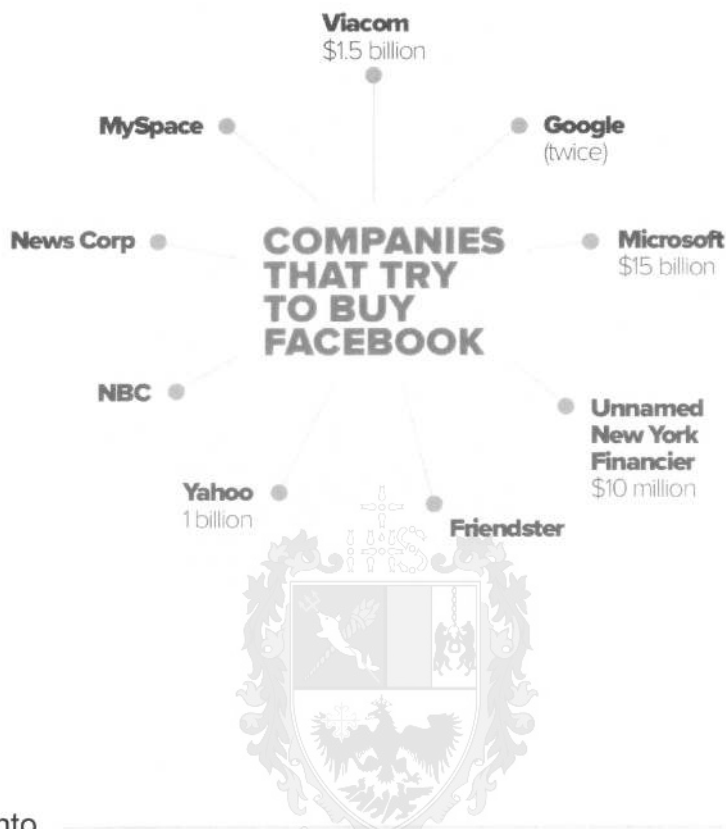 Viacom
$1.5 billion
MySpace
Google
(twice)
News Corp
COMPANIES
THAT TRY
TO BUY
FACEBOOK
Microsoft
$15 billion
NBC
Unnamed
New York
Financier
$10 million
Yahoo
1 billion
Friendster
IHS